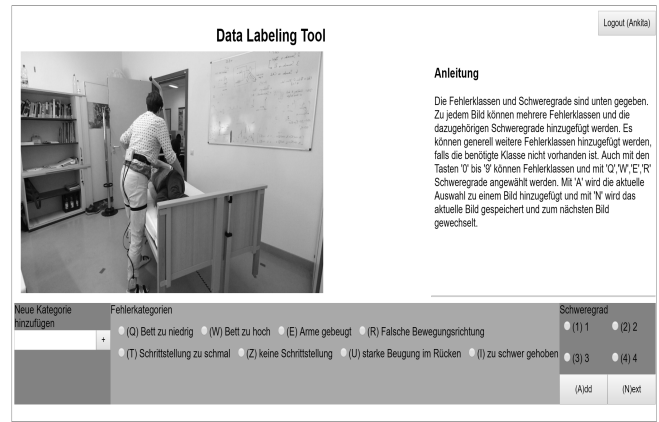 Logout (Ankita)
Data Labeling Tool
Anleitung
Die Fehlerklassen und Schweregrade sind unten gegeben.
Zu jedem Bild können mehrere Fehlerklassen und die
dazugehörigen Schweregrade hinzugefügt werden. Es
können generell weitere Fehlerklassen hinzugefügt werden,
falls die benötigte Klasse nicht vorhanden ist. Auch mit den
Tasten '0' bis '9' können Fehlerklassen und mit 'Q','W','E','R'
Schweregrade angewählt werden. Mit 'A' wird die aktuelle
Auswahl zu einem Bild hinzugefügt und mit 'N' wird das
aktuelle Bild gespeichert und zum nächsten Bild
gewechselt.
Neue Kategorie
hinzufügen
+
Fehlerkategorien
(Q) Bett zu niedrig (W) Bett zu hoch (E) Arme gebeugt (R) Falsche Bewegungsrichtung
(T) Schrittstellung zu schmal (Z) keine Schrittstellung (U) starke Beugung im Rücken (I) zu schwer gehoben
Schweregrad
(1) 1 (2) 2
(3) 3 (4) 4
(A)dd (N)ext